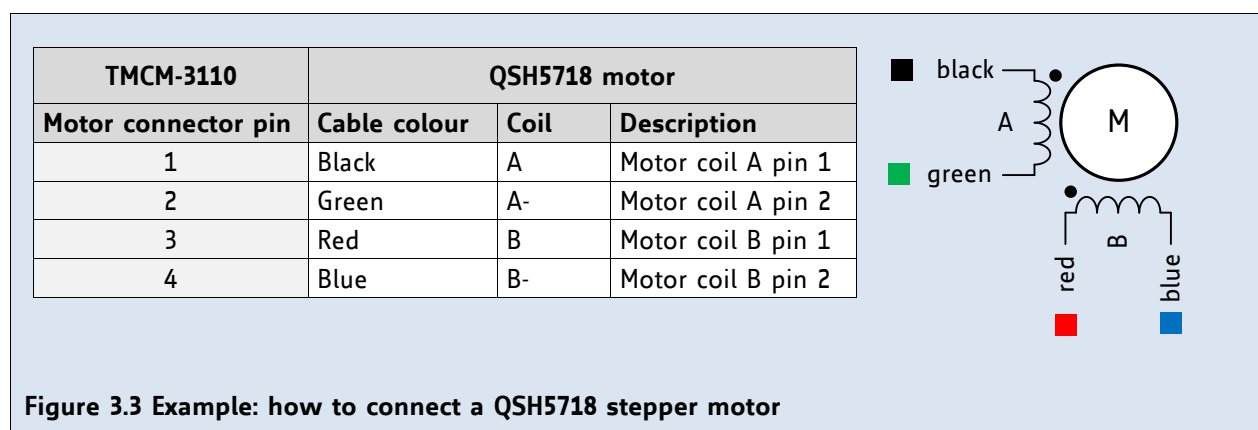 TMCM-3110 QSH5718 motor
Motor connector pin Cable colour Coil Description
1 Black A Motor coil A pin 1
2 Green A- Motor coil A pin 2
3 Red B Motor coil B pin 1
4 Blue B- Motor coil B pin 2
black
A
green
M
B
red
blue
Figure 3.3 Example: how to connect a QSH5718 stepper motor